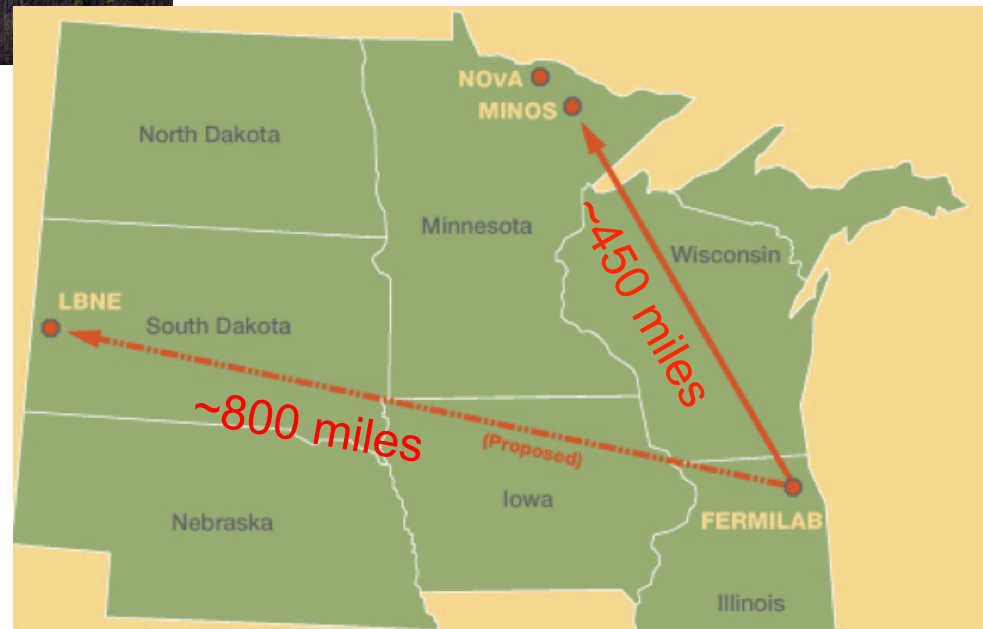 NOvA
MINOS
North Dakota
Minnesota
~450 miles
Wisconsin
LBNE
South Dakota
~800 miles
(Proposed)
Iowa
FERMILAB
Nebraska
Illinois